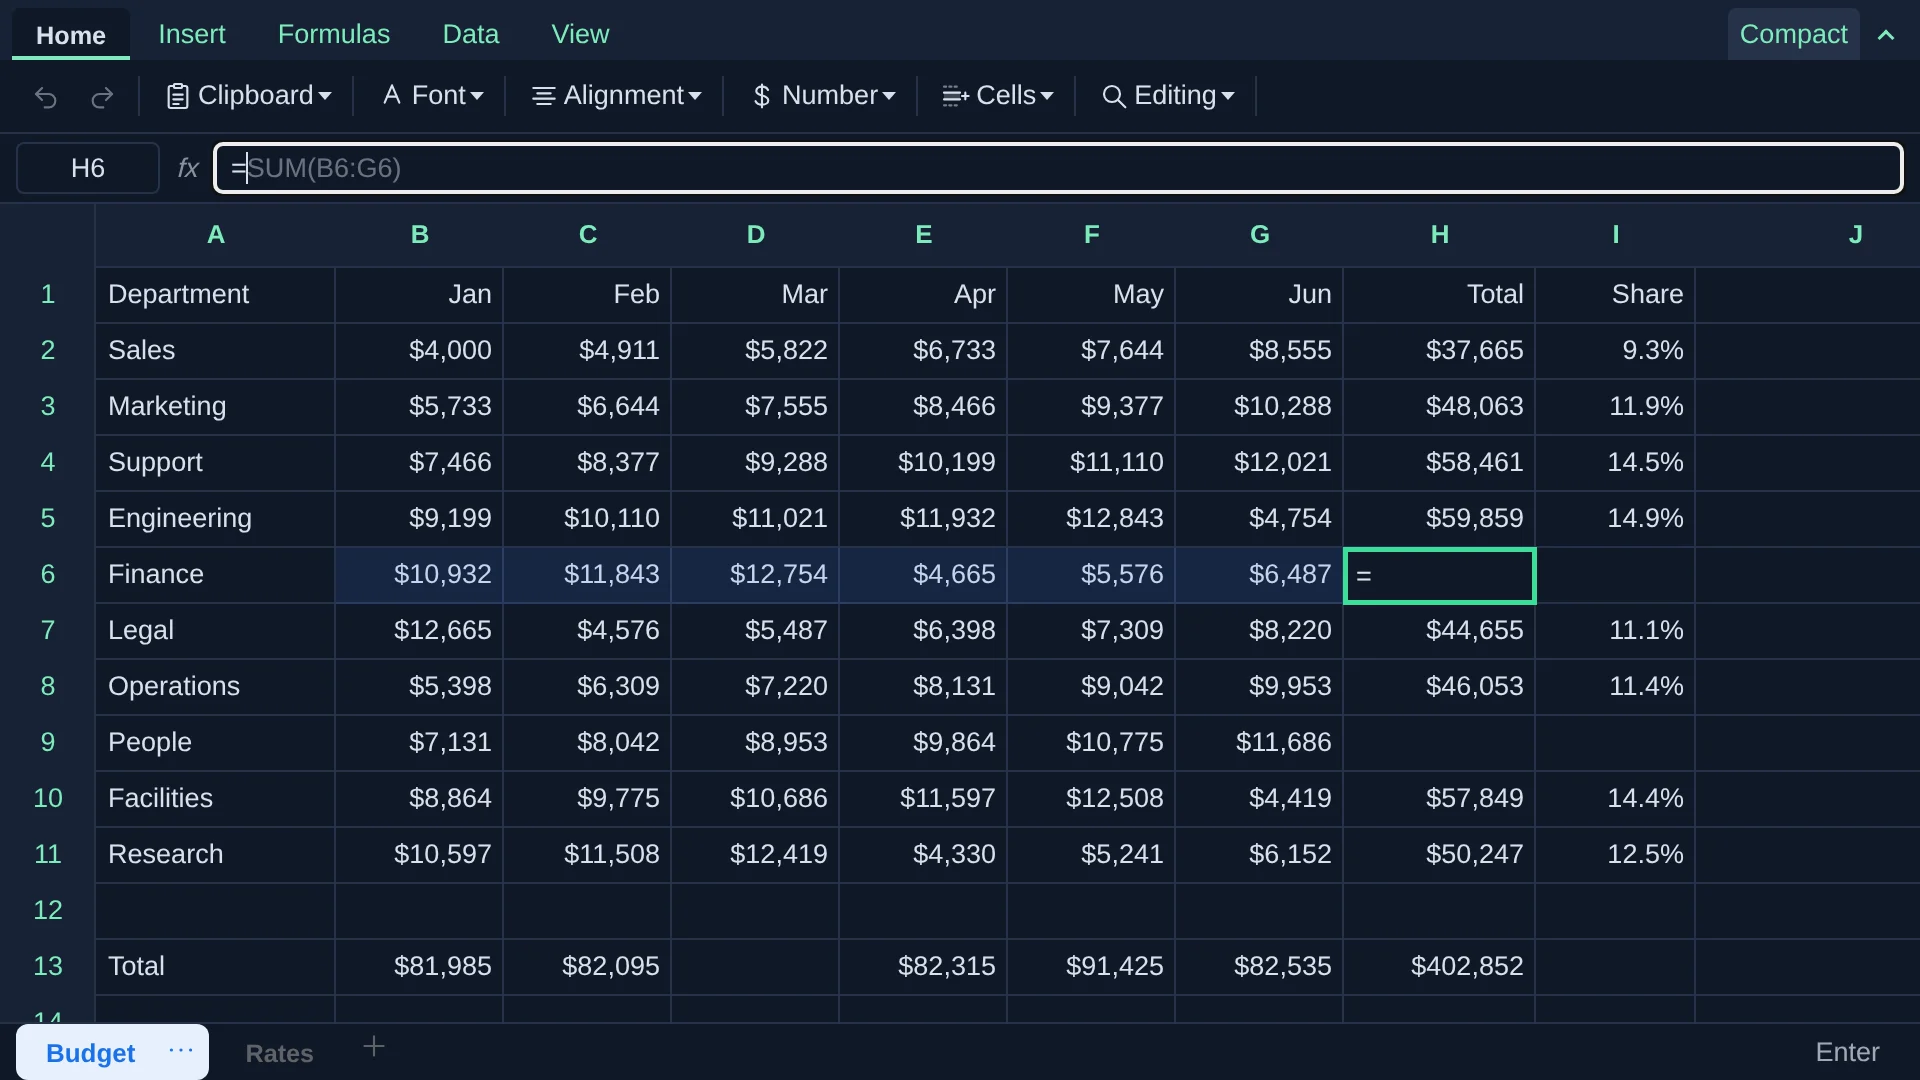 Home Insert Formulas Data View Compact
Clipboard Font Alignment $ Number Cells Editing
H6 fx =SUM(B6:G6)
A B C D E F G H I J
1 Department Jan Feb Mar Apr May Jun Total Share
2 Sales $4,000 $4,911 $5,822 $6,733 $7,644 $8,555 $37,665 9.3%
3 Marketing $5,733 $6,644 $7,555 $8,466 $9,377 $10,288 $48,063 11.9%
4 Support $7,466 $8,377 $9,288 $10,199 $11,110 $12,021 $58,461 14.5%
5 Engineering $9,199 $10,110 $11,021 $11,932 $12,843 $4,754 $59,859 14.9%
6 Finance $10,932 $11,843 $12,754 $4,665 $5,576 $6,487 =
7 Legal $12,665 $4,576 $5,487 $6,398 $7,309 $8,220 $44,655 11.1%
8 Operations $5,398 $6,309 $7,220 $8,131 $9,042 $9,953 $46,053 11.4%
9 People $7,131 $8,042 $8,953 $9,864 $10,775 $11,686
10 Facilities $8,864 $9,775 $10,686 $11,597 $12,508 $4,419 $57,849 14.4%
11 Research $10,597 $11,508 $12,419 $4,330 $5,241 $6,152 $50,247 12.5%
12
13 Total $81,985 $82,095 $82,315 $91,425 $82,535 $402,852
14
Budget ··· Rates + Enter